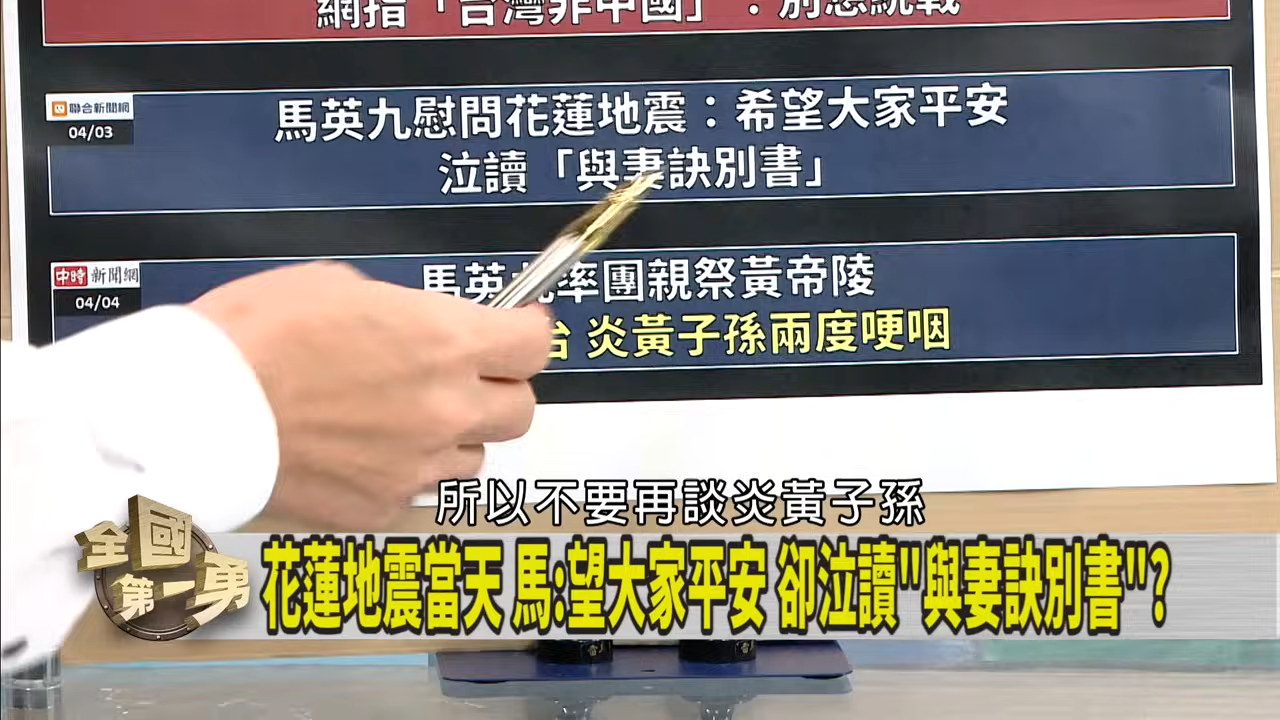 網指「台灣非中國」：別想統戰
聯合新聞網
04/03
馬英九慰問花蓮地震：希望大家平安
泣讀「與妻訣別書」
中時新聞網
04/04
馬英九率團親祭黃帝陵
台 炎黃子孫兩度哽咽
所以不要再談炎黃子孫
全國第一勇
花蓮地震當天 馬:望大家平安 卻泣讀"與妻訣別書"?